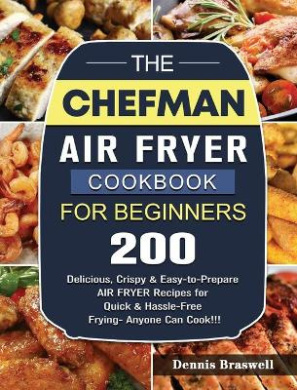 THE
CHEFMAN
AIR FRYER
COOKBOOK
FOR BEGINNERS
200
Delicious, Crispy & Easy-to-Prepare
AIR FRYER Recipes for
Quick & Hassle-Free
Frying- Anyone Can Cook!!!
Dennis Braswell